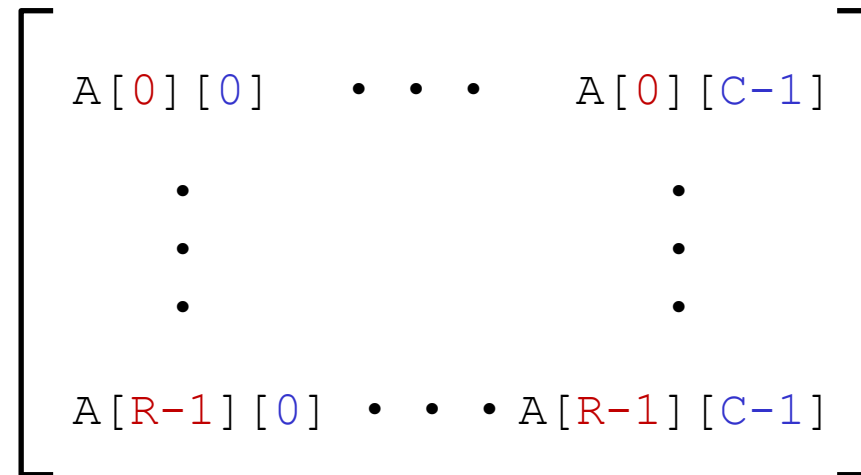 A[0][0] • • • A[0][C-1]
• •
• •
• •
A[R-1][0] • • • A[R-1][C-1]